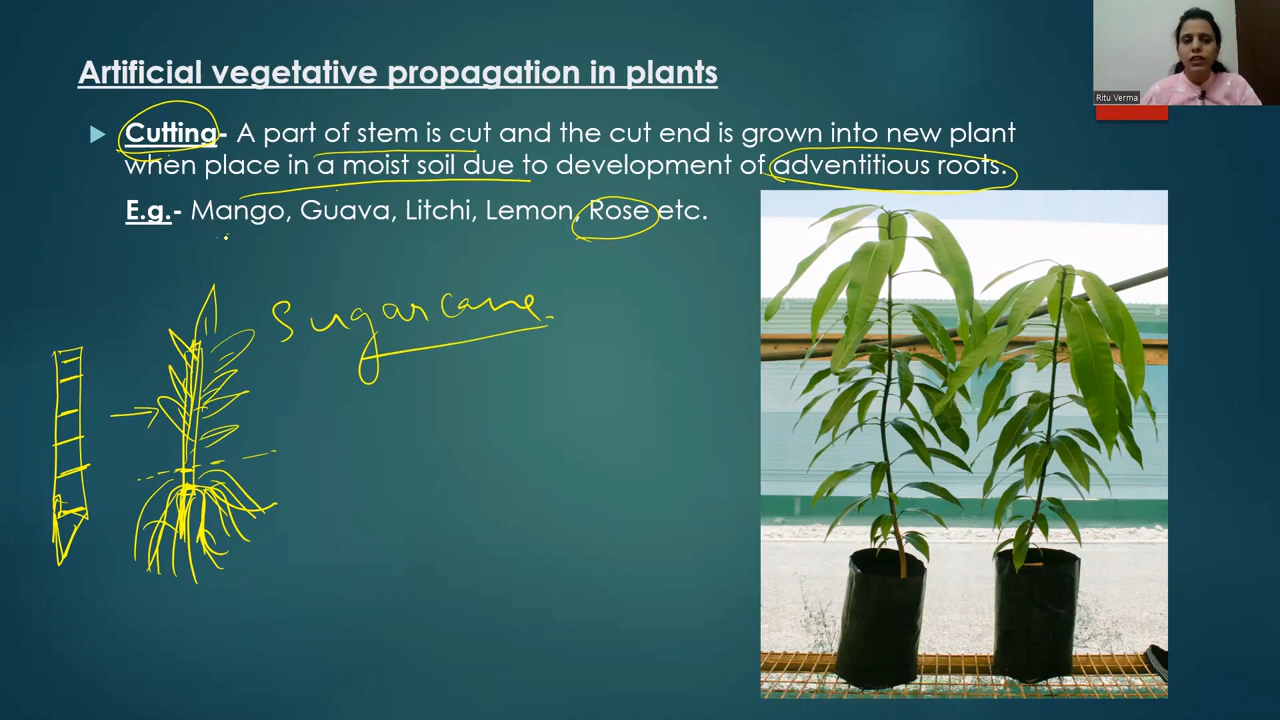 Artificial vegetative propagation in plants
Cutting- A part of stem is cut and the cut end is grown into new plant
when place in a moist soil due to development of adventitious roots.
E.g.- Mango, Guava, Litchi, Lemon, Rose etc.
Sugarcane.
Ritu Verma